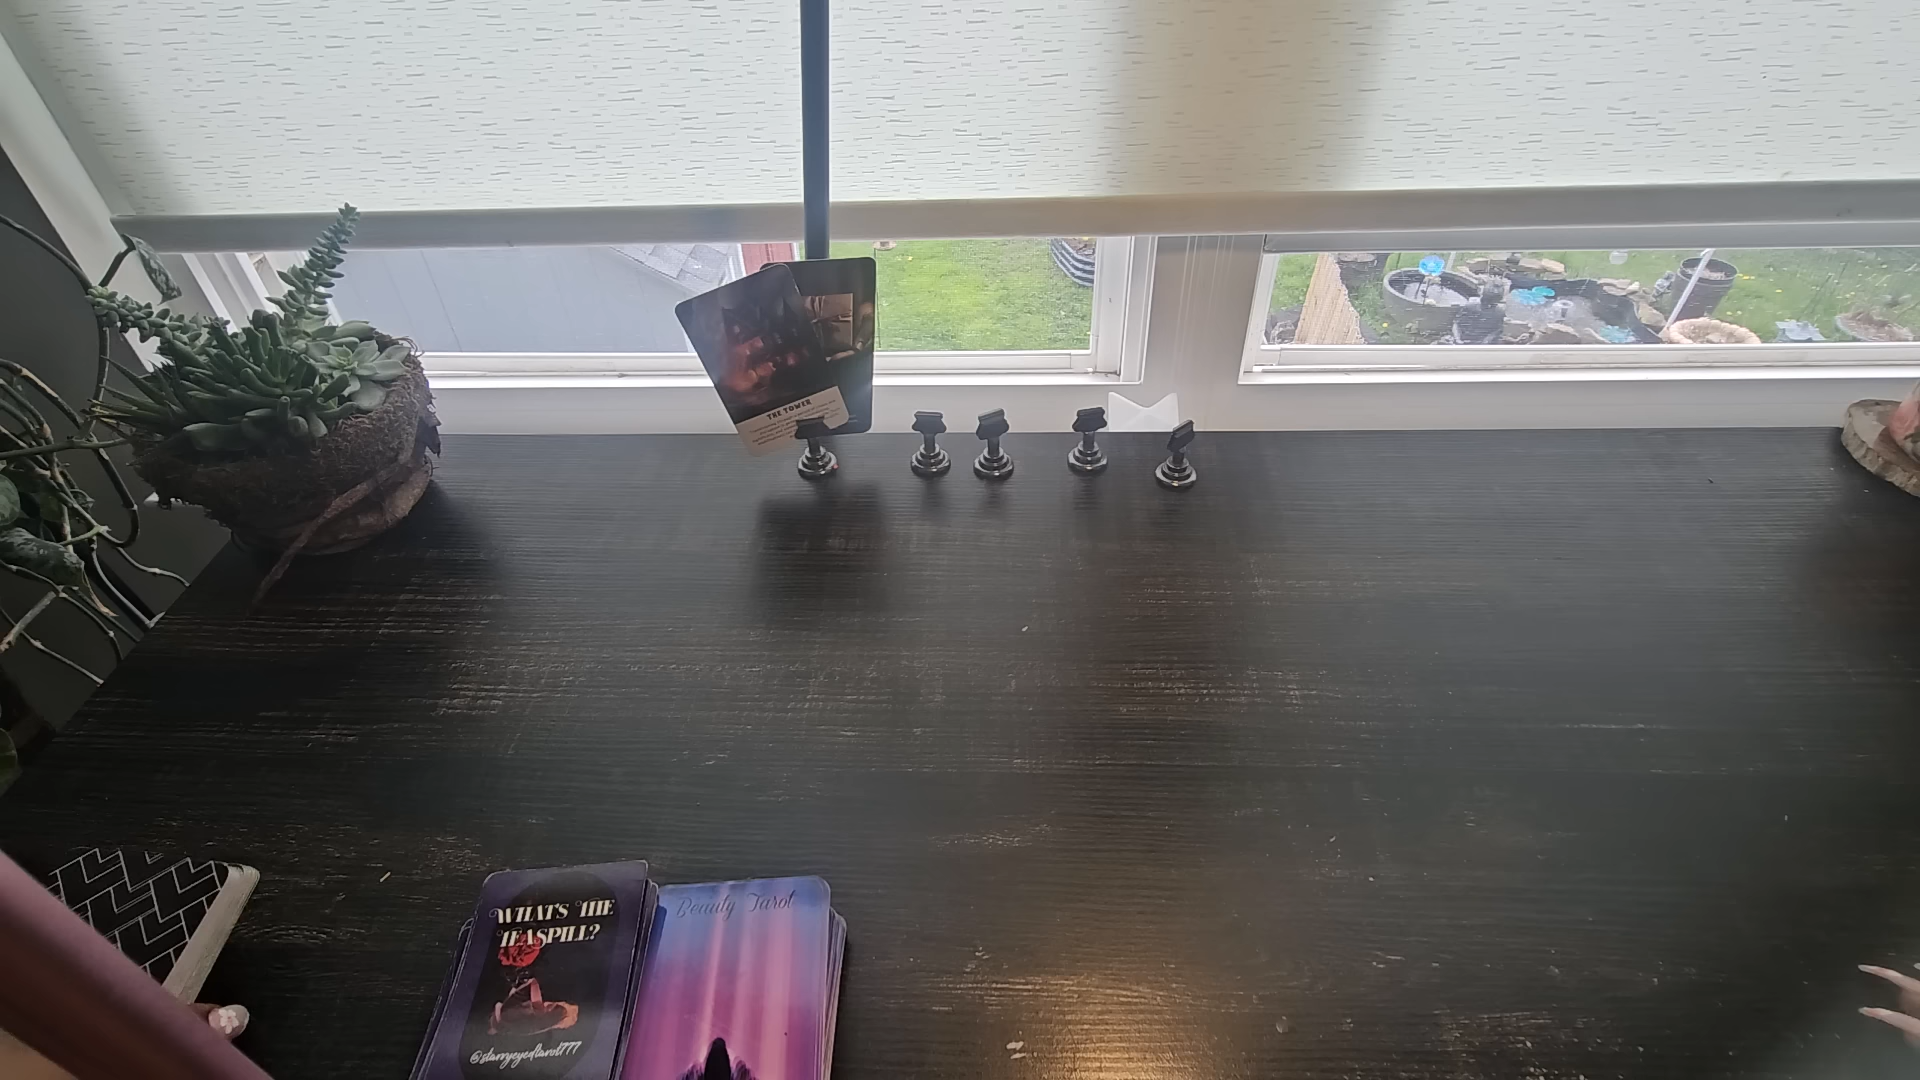 THE TOWER
WHAT'S THE
TEASPILL?
@starryeyedtarot777
Beauty Tarot